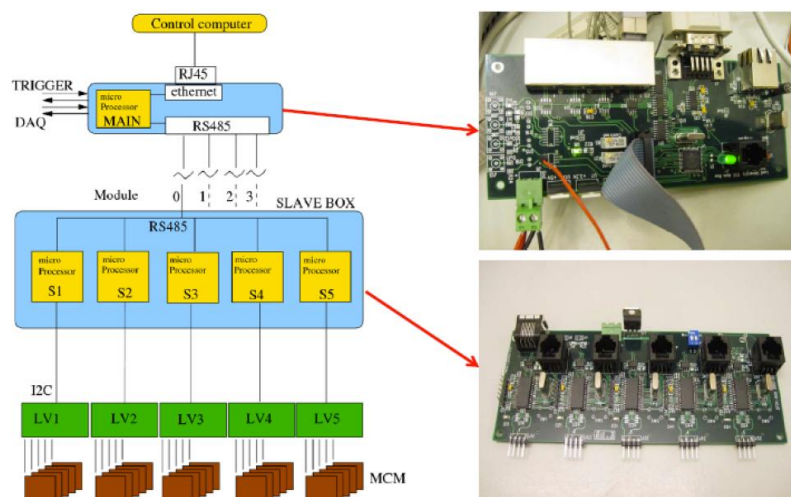 Control computer
RJ45
ethernet
TRIGGER
DAQ
micro
Processor
MAIN
RS485
Module
0
1
2
3
SLAVE BOX
RS485
micro
Processor
S1
micro
Processor
S2
micro
Processor
S3
micro
Processor
S4
micro
Processor
S5
I2C
LV1
LV2
LV3
LV4
LV5
MCM